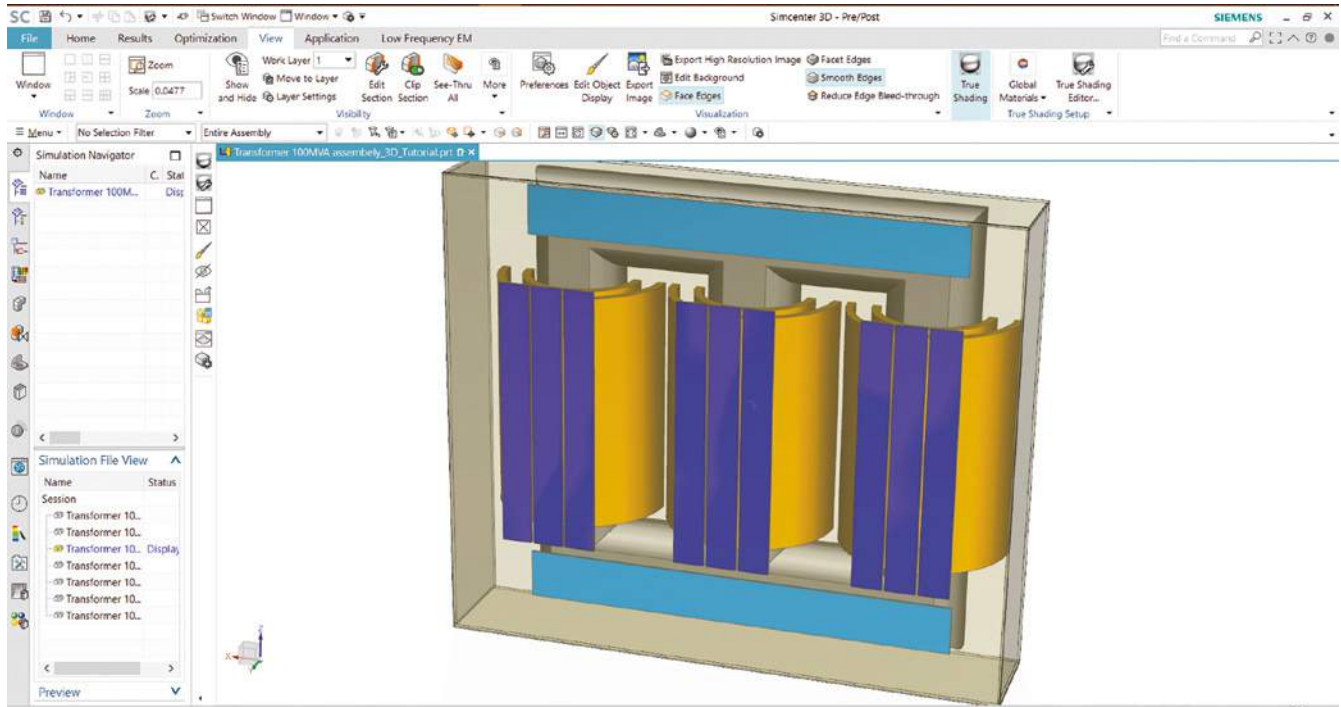 SC Switch Window Window Simcenter 3D - Pre/Post SIEMENS
File Home Results Optimization View Application Low Frequency EM Find a Command
Zoom Work Layer 1 Export High Resolution Image Facet Edges
Window Scale 0.0477 Show and Hide Move to Layer Edit Section Clip Section See-Thru All More Preferences Edit Object Display Export Image Edit Background Smooth Edges True Shading Global Materials True Shading Editor...
Layer Settings Face Edges Reduce Edge Bleed-through
Window Zoom Visibility Visualization True Shading Setup
Menu No Selection Filter Entire Assembly
Simulation Navigator Transformer 100MVA assembely_3D_Tutorial.prt
Name C. Stat
Transformer 100M... Disp
Simulation File View
Name Status
Session
Transformer 10...
Transformer 10...
Transformer 10... Display
Transformer 10...
Transformer 10...
Transformer 10...
Transformer 10...
Z
X
Y
Preview